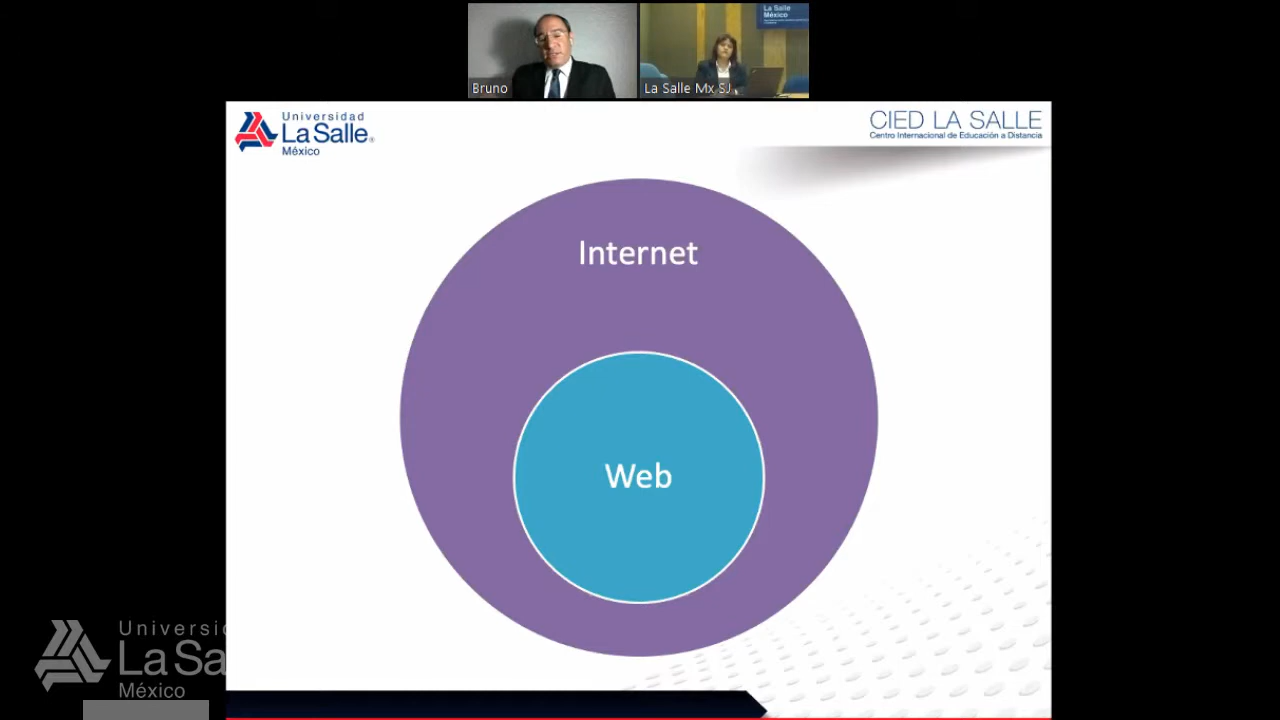 La Salle
México
Bruno
La Salle Mx SJ
Universidad
La Salle®
México
CIED LA SALLE
Centro Internacional de Educación a Distancia
Internet
Web
Universid
La Sa
México